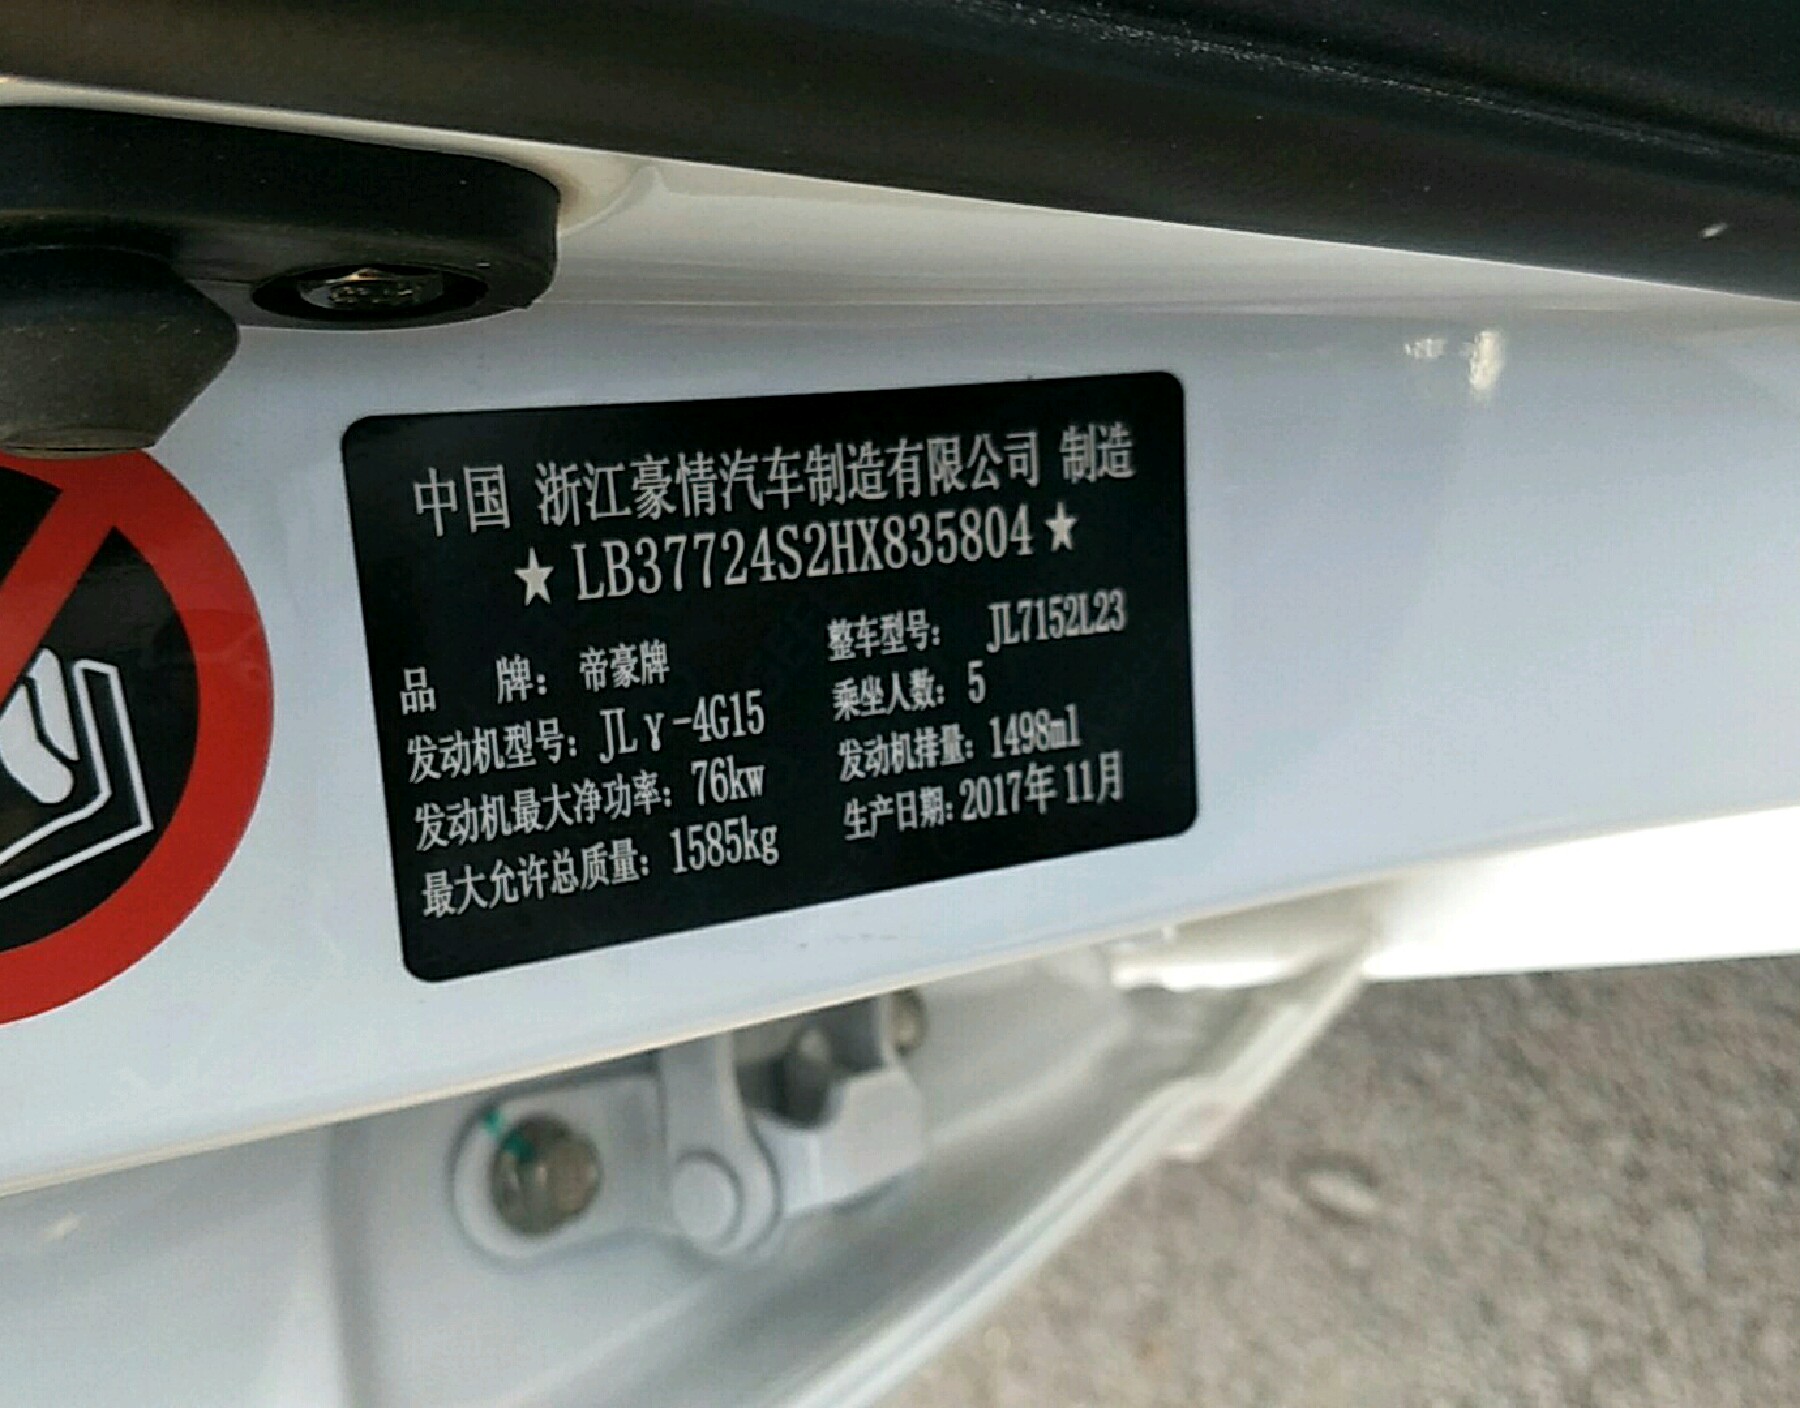 中国 浙江豪情汽车制造有限公司 制造
★LB37724S2HX835804★
品 牌：帝豪牌 整车型号： JL7152L23
发动机型号：JLγ-4G15 乘坐人数：5
发动机最大净功率：76kw 发动机排量：1498ml
最大允许总质量：1585kg 生产日期:2017年11月